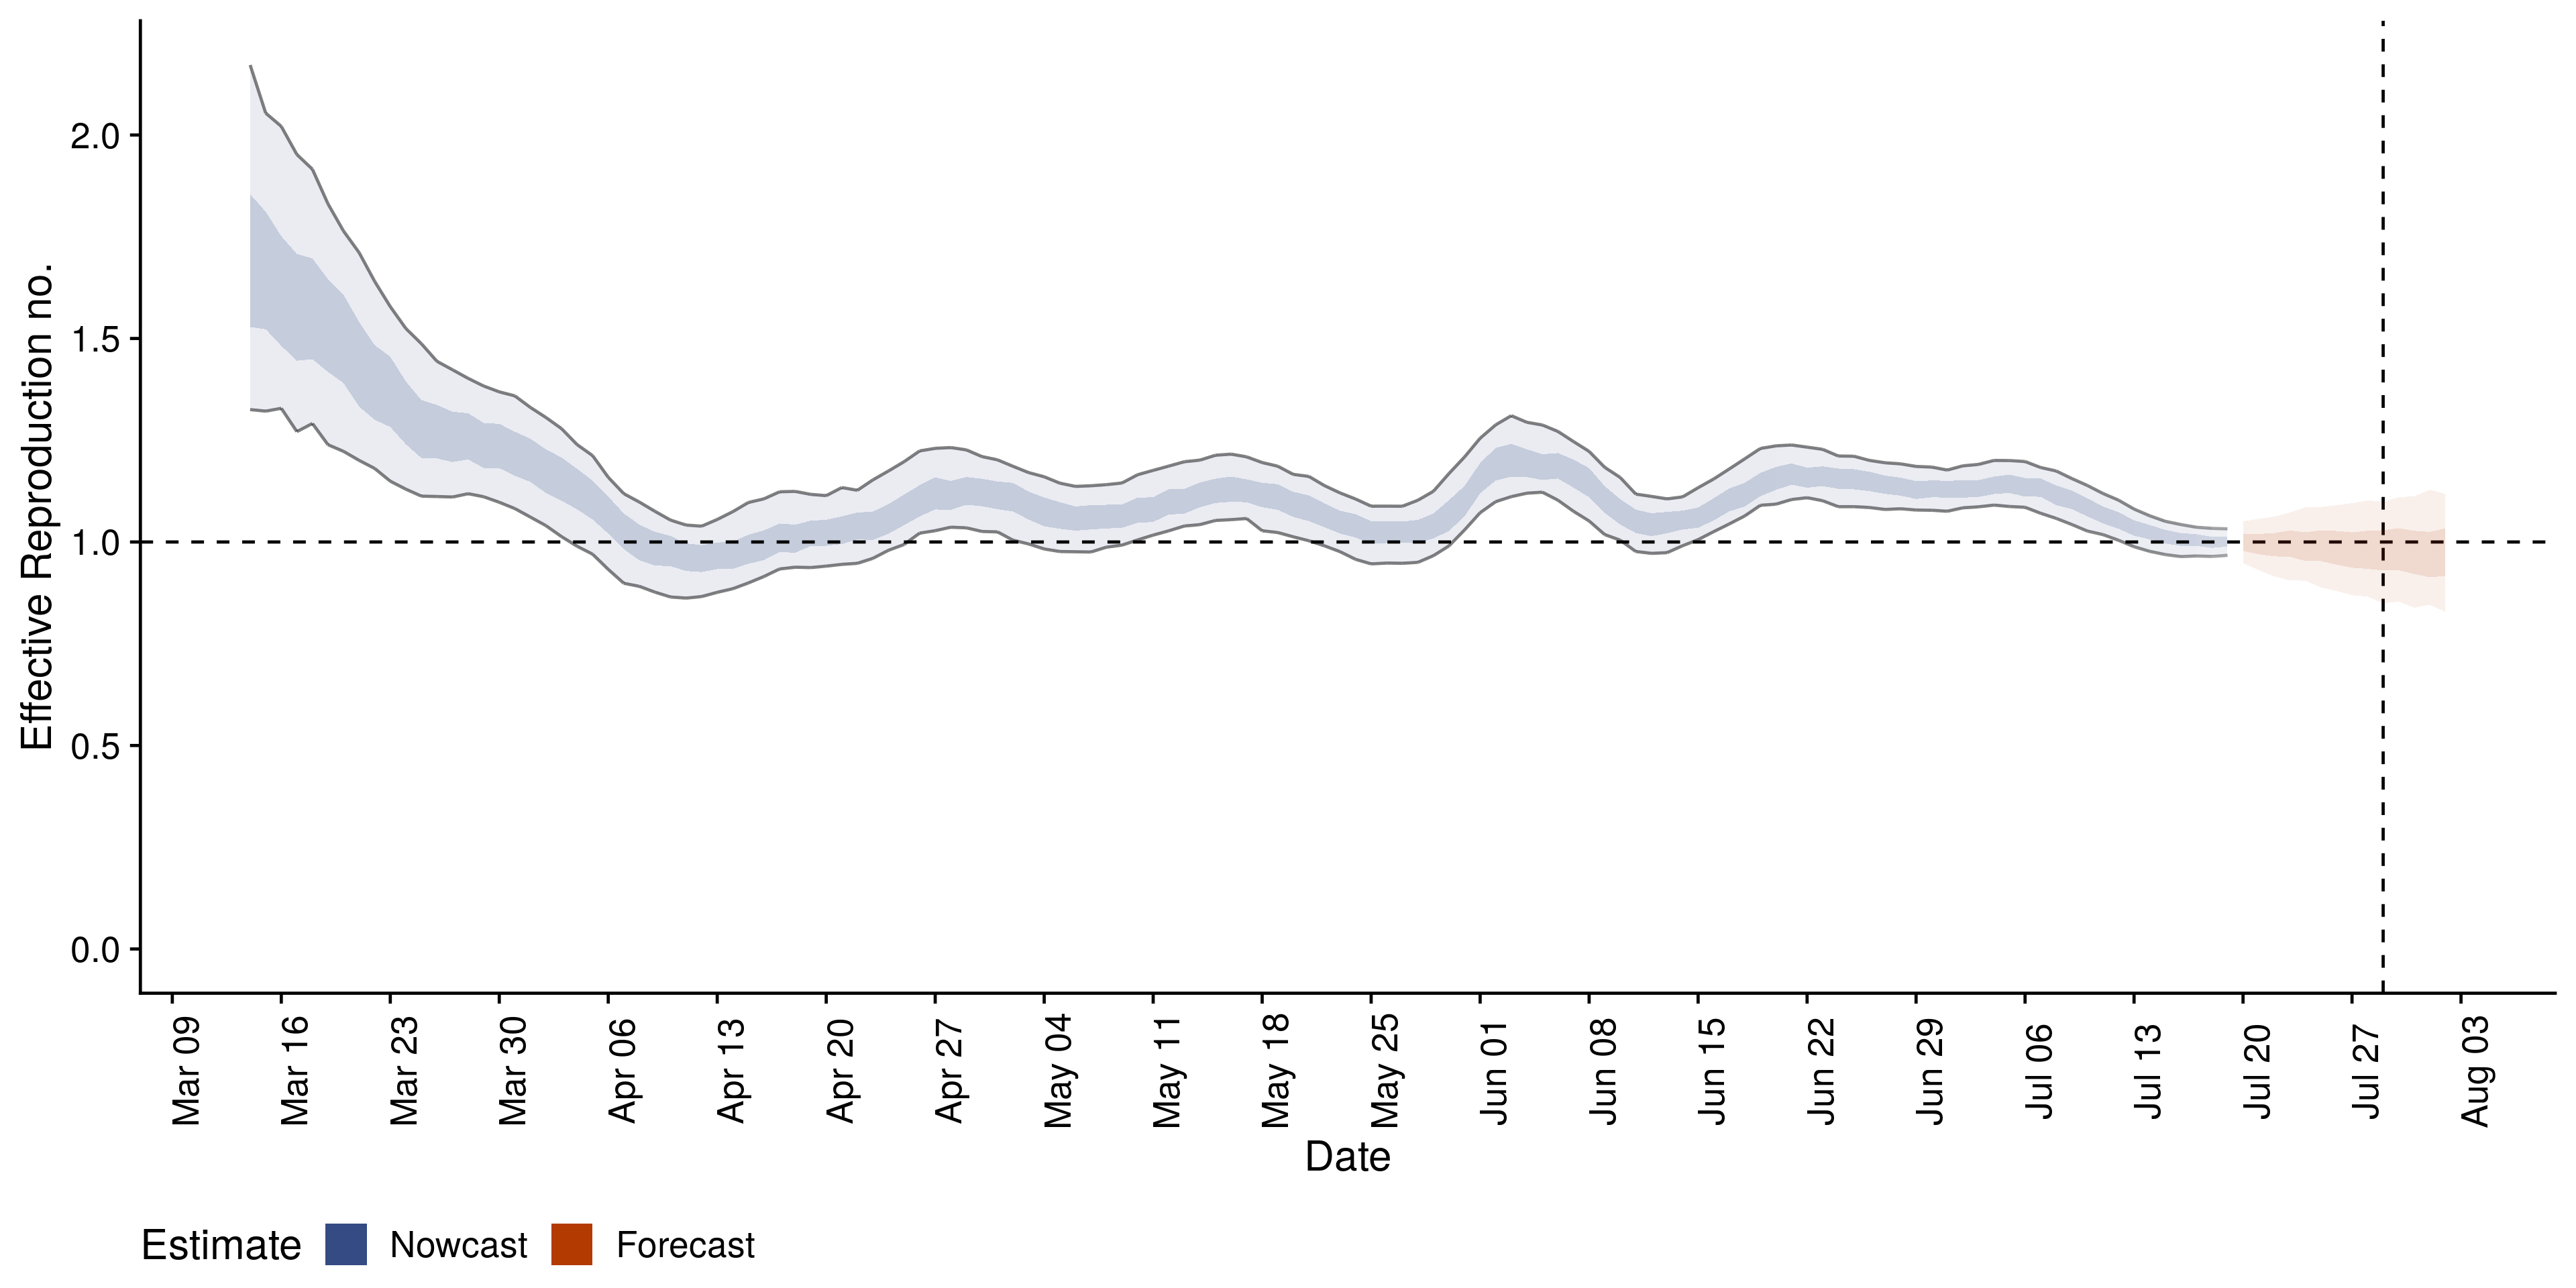 Effective Reproduction no.
2.0
1.5
1.0
0.5
0.0
Mar 09
Mar 16
Mar 23
Mar 30
Apr 06
Apr 13
Apr 20
Apr 27
May 04
May 11
May 18
May 25
Jun 01
Jun 08
Jun 15
Jun 22
Jun 29
Jul 06
Jul 13
Jul 20
Jul 27
Aug 03
Date
Estimate Nowcast Forecast